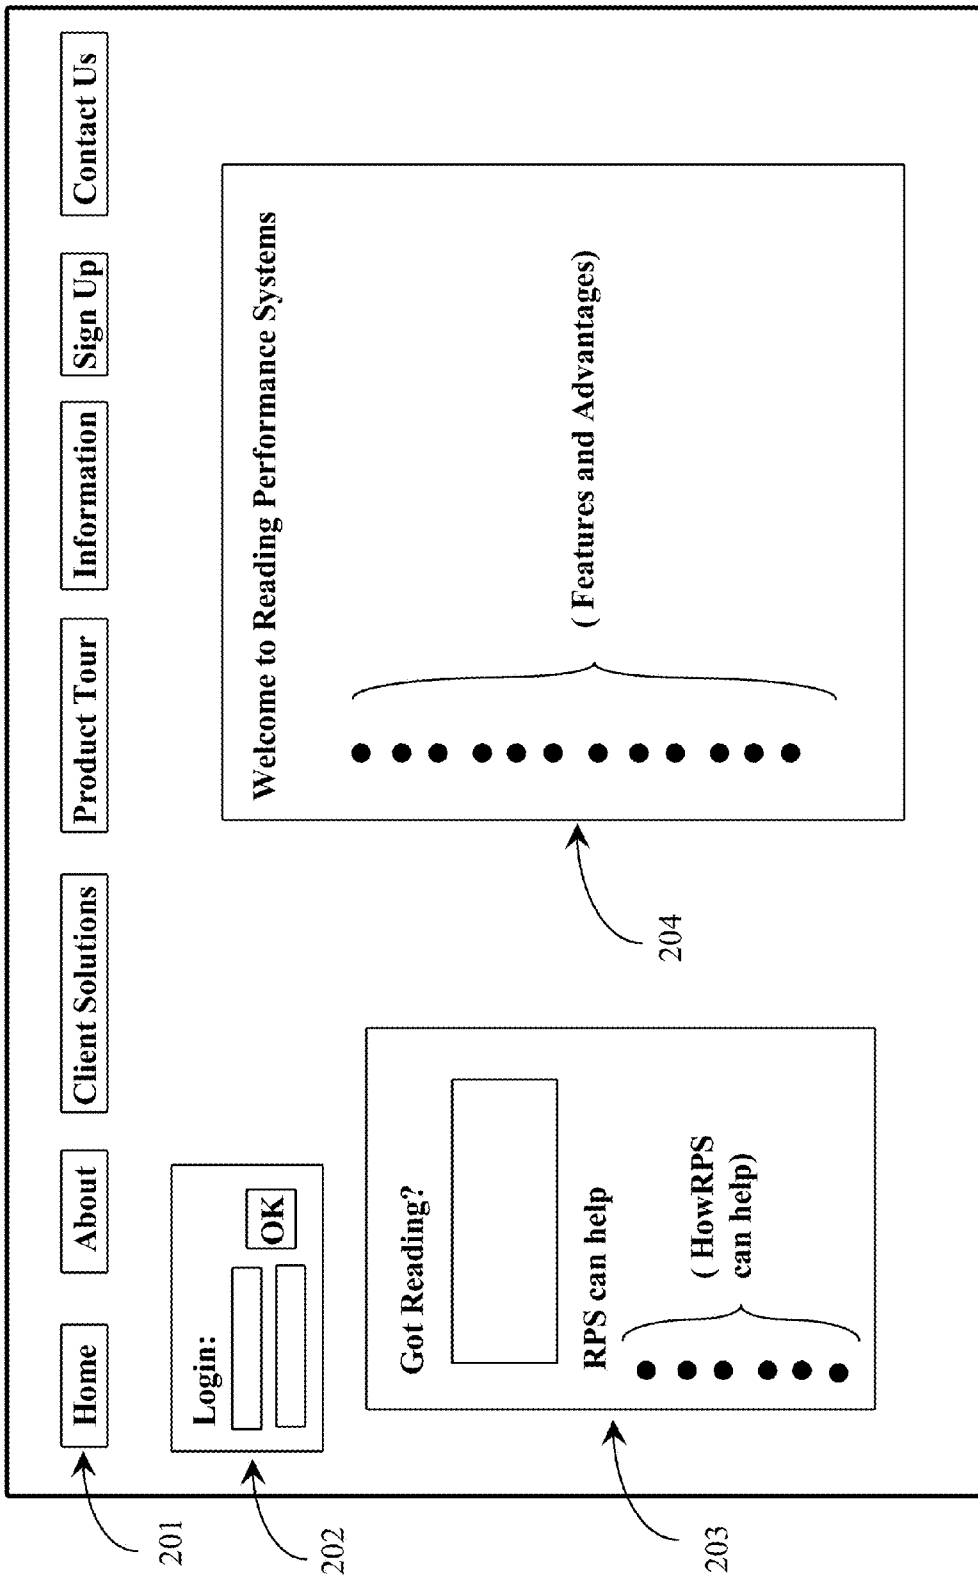 Home
About
Client Solutions
Product Tour
Information
Sign Up
Contact Us
201
Login:
OK
202
Got Reading?
RPS can help
( HowRPS
can help)
203
Welcome to Reading Performance Systems
( Features and Advantages)
204